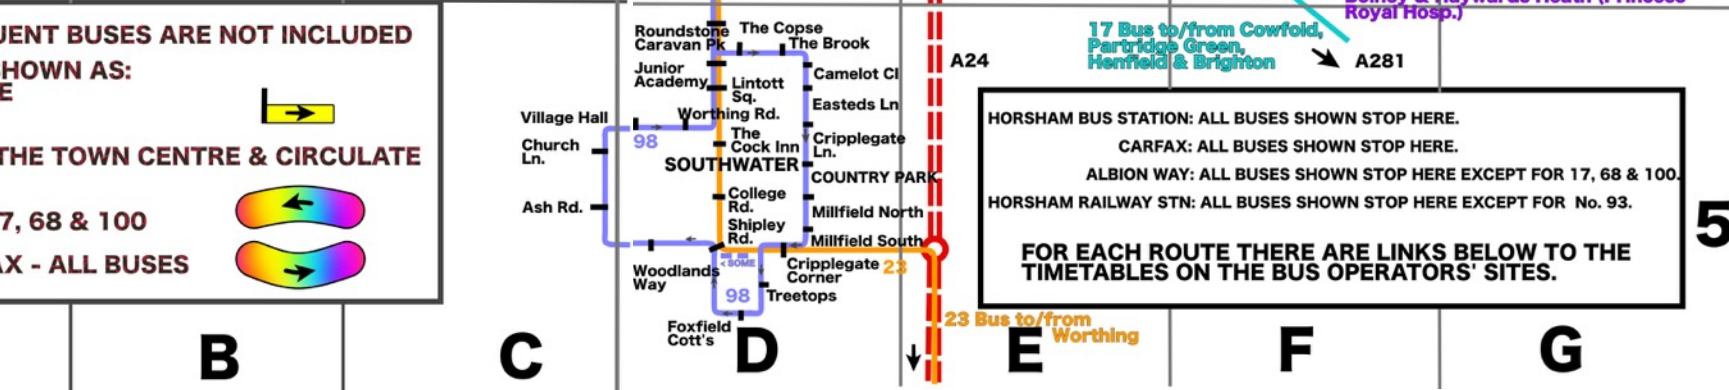 UENT BUSES ARE NOT INCLUDED
SHOWN AS:
E
THE TOWN CENTRE & CIRCULATE
7, 68 & 100
AX - ALL BUSES
Roundstone
Caravan Pk
The Copse
The Brook
Junior
Academy
Lintott
Sq.
Camelot Cl
Easteds Ln
Village Hall
Worthing Rd.
98
Church
Ln.
The
Cock Inn
Cripplegate
Ln.
SOUTHWATER
COUNTRY PARK
Ash Rd.
College
Rd.
Millfield North
Shipley
Rd.
Millfield South
Woodlands
Way
< SOME
Cripplegate
Corner
23
98
Treetops
Foxfield
Cott's
A24
17 Bus to/from Cowfold,
Partridge Green,
Henfield & Brighton
A281
Royal Hosp.)
HORSHAM BUS STATION: ALL BUSES SHOWN STOP HERE.
CARFAX: ALL BUSES SHOWN STOP HERE.
ALBION WAY: ALL BUSES SHOWN STOP HERE EXCEPT FOR 17, 68 & 100.
HORSHAM RAILWAY STN: ALL BUSES SHOWN STOP HERE EXCEPT FOR No. 93.
FOR EACH ROUTE THERE ARE LINKS BELOW TO THE
TIMETABLES ON THE BUS OPERATORS' SITES.
5
23 Bus to/from
Worthing
B
C
D
E
F
G